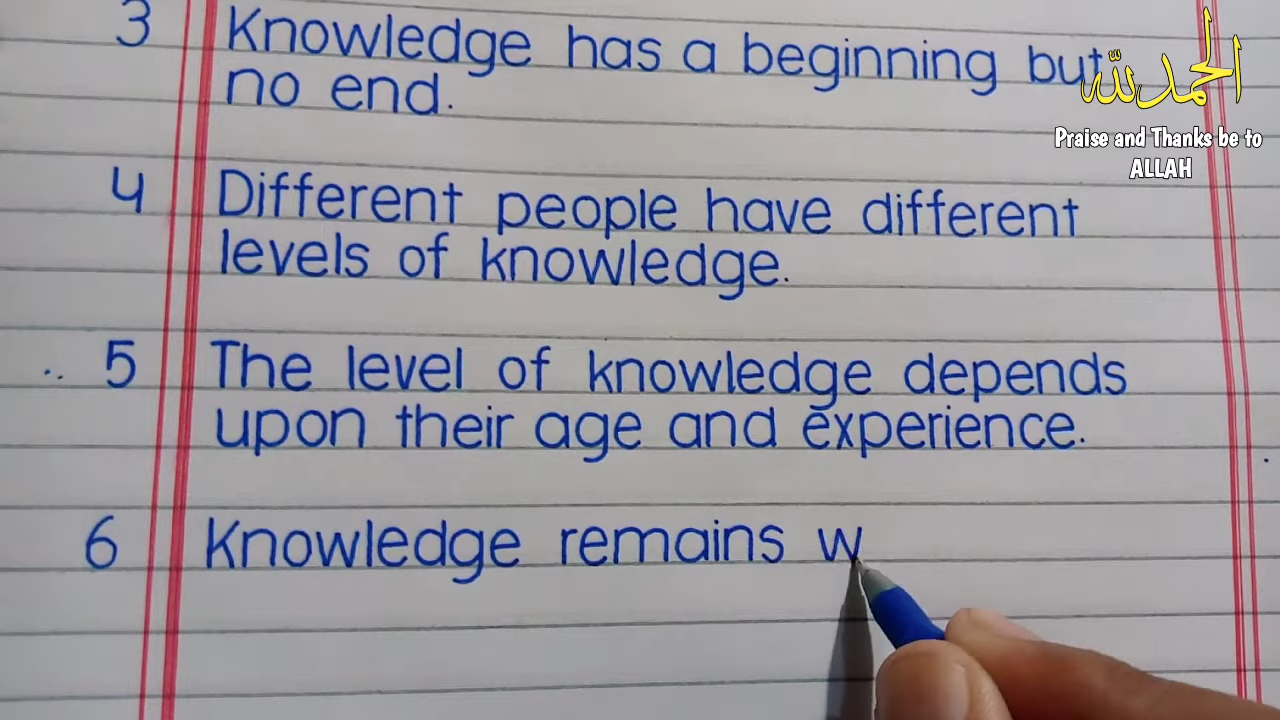 3 Knowledge has a beginning but
no end.
الحمدلله
Praise and Thanks be to
ALLAH
4 Different people have different
levels of knowledge.
5 The level of knowledge depends
upon their age and experience.
6 Knowledge remains w